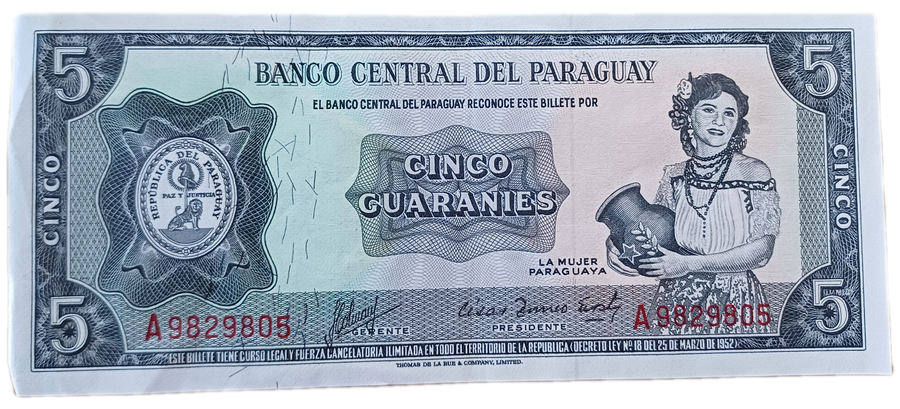 5 5
BANCO CENTRAL DEL PARAGUAY
EL BANCO CENTRAL DEL PARAGUAY RECONOCE ESTE BILLETE POR
CINCO
CINCO
GUARANIES
CINCO
REPÚBLICA DEL PARAGUAY
PAZ Y JUSTICIA
LA MUJER
PARAGUAYA
5 5
A9829805
GERENTE
PRESIDENTE
A9829805
ESTE BILLETE TIENE CURSO LEGAL Y FUERZA CANCELATORIA ILIMITADA EN TODO EL TERRITORIO DE LA REPUBLICA (DECRETO LEY Nº 18 DEL 25 DE MARZO DE 1952)
THOMAS DE LA RUE & COMPANY, LIMITED.